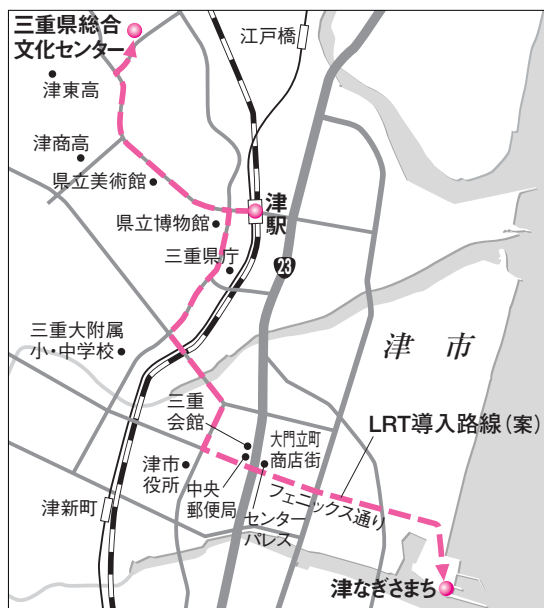 三重県総合
文化センター
江戸橋
津東高
津商高
県立美術館
津
駅
県立博物館
三重県庁
23
三重大附属
小・中学校
津市
三重
会館
大門立町
商店街
LRT導入路線(案)
津市
役所
中央
郵便局
フェニックス通り
センター
パレス
津新町
津なぎさまち